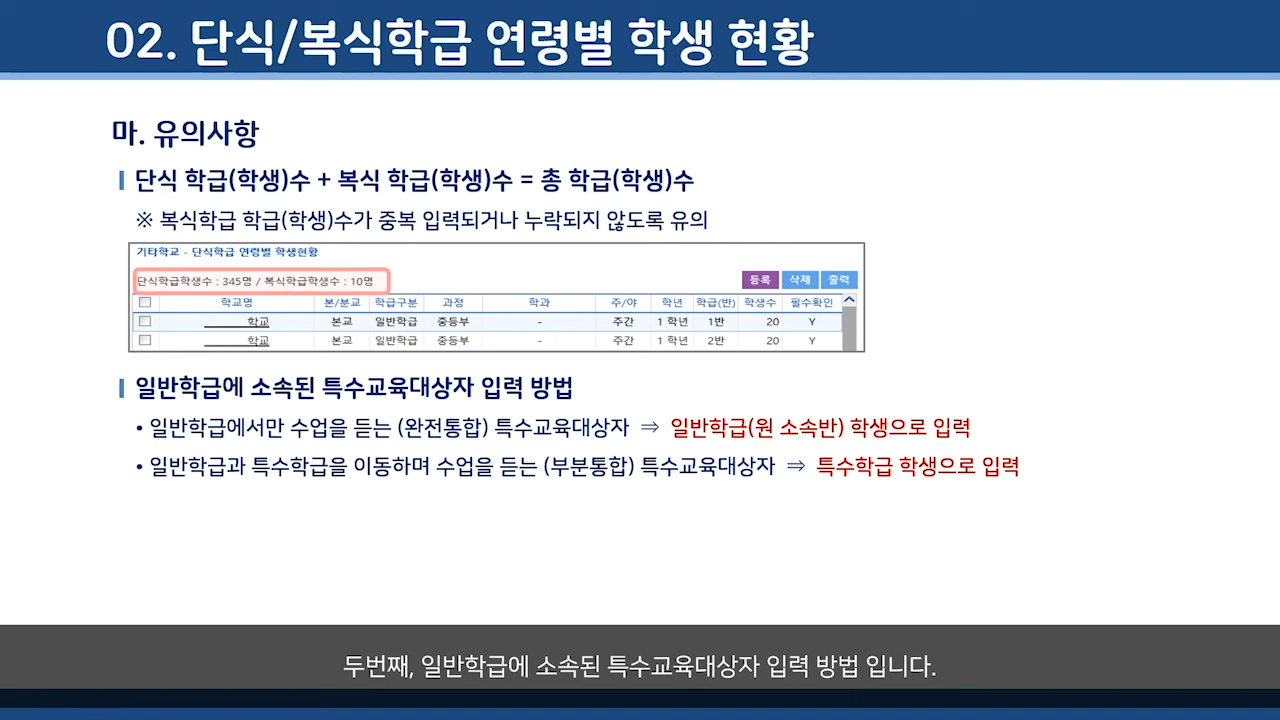 02. 단식/복식학급 연령별 학생 현황
마. 유의사항
단식 학급(학생)수 + 복식 학급(학생)수 = 총 학급(학생)수
※ 복식학급 학급(학생)수가 중복 입력되거나 누락되지 않도록 유의
기타학교 - 단식학급 연령별 학생현황
단식학급학생수 : 345명 / 복식학급학생수 : 10명
등록 삭제 출력
학교명 본/분교 학급구분 과정 학과 주/야 학년 학급(반) 학생수 필수확인
학교 본교 일반학급 중등부 - 주간 1 학년 1반 20 Y
학교 본교 일반학급 중등부 - 주간 1 학년 2반 20 Y
일반학급에 소속된 특수교육대상자 입력 방법
• 일반학급에서만 수업을 듣는 (완전통합) 특수교육대상자 ⇒ 일반학급(원 소속반) 학생으로 입력
• 일반학급과 특수학급을 이동하며 수업을 듣는 (부분통합) 특수교육대상자 ⇒ 특수학급 학생으로 입력
두번째, 일반학급에 소속된 특수교육대상자 입력 방법 입니다.